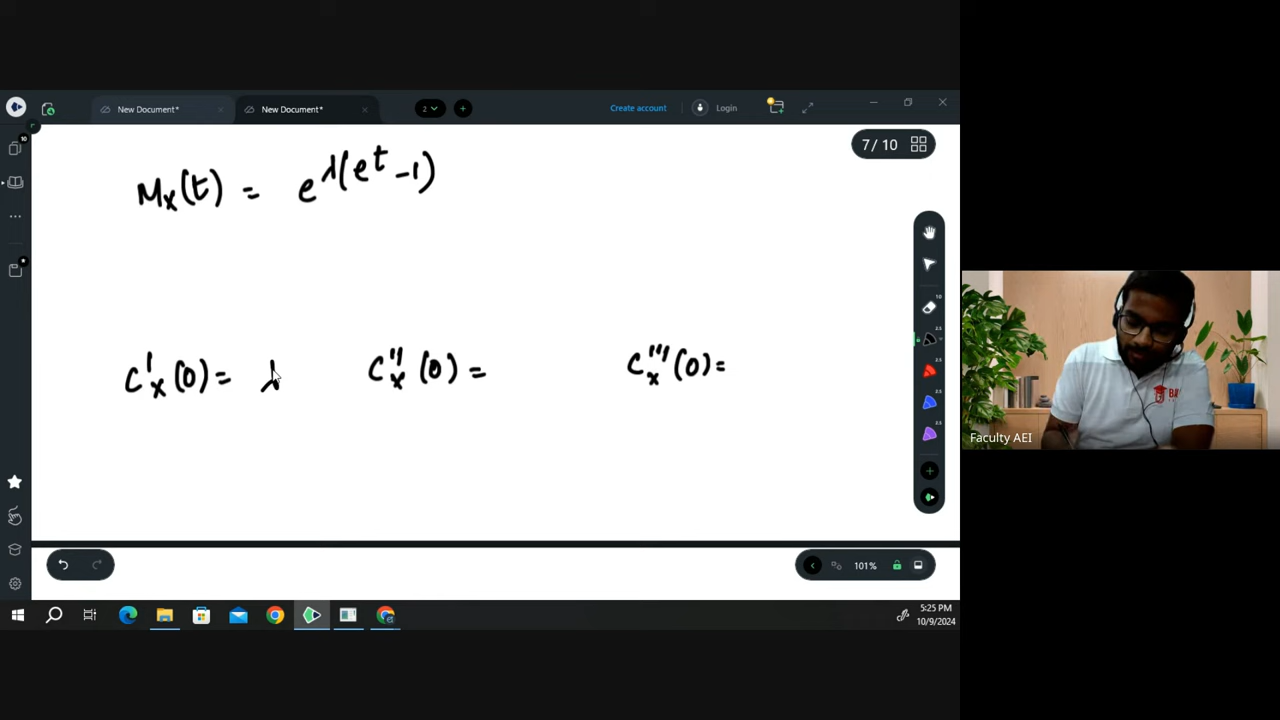 New Document*
New Document*
2
Create account
Login
7 / 10
M_X(t) = e^{λ(e^t -1)}
C'_X(0) = λ
C''_X(0) =
C'''_X(0) =
Faculty AEI
101%
5:25 PM
10/9/2024